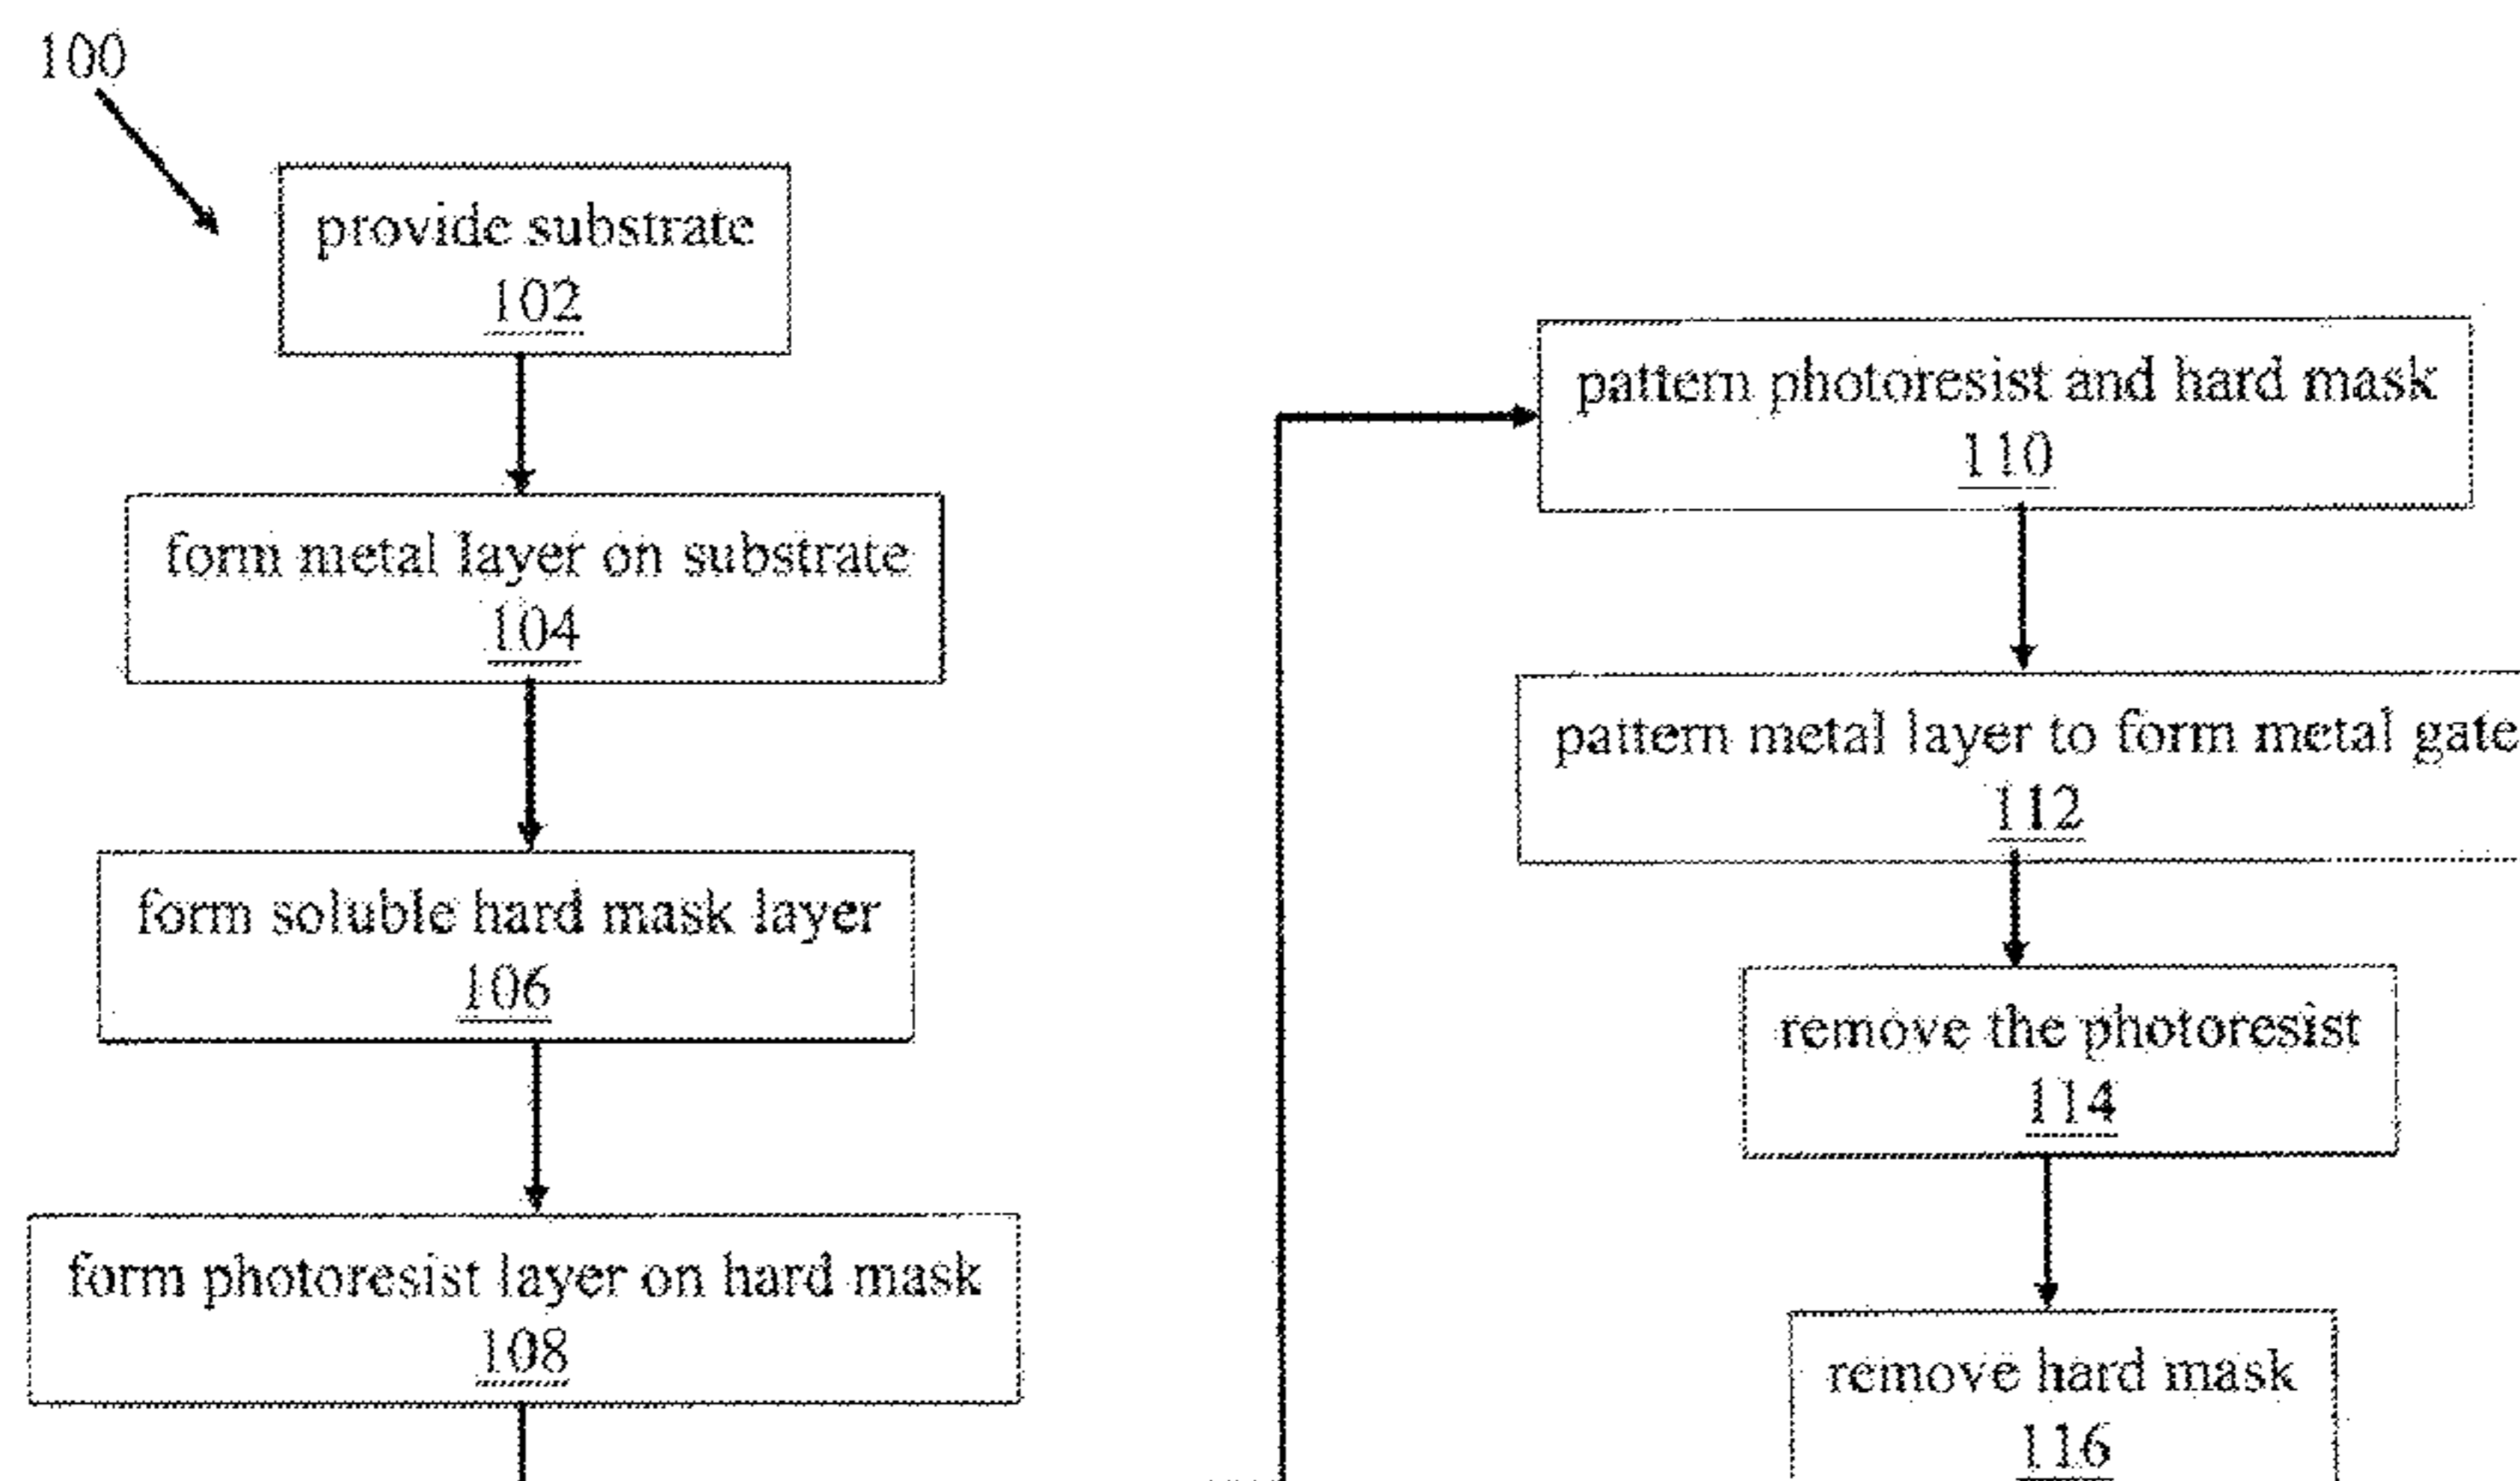 100
provide substrate
102
form metal layer on substrate
104
form soluble hard mask layer
106
form photoresist layer on hard mask
108
pattern photoresist and hard mask
110
pattern metal layer to form metal gate
112
remove the photoresist
114
remove hard mask
116